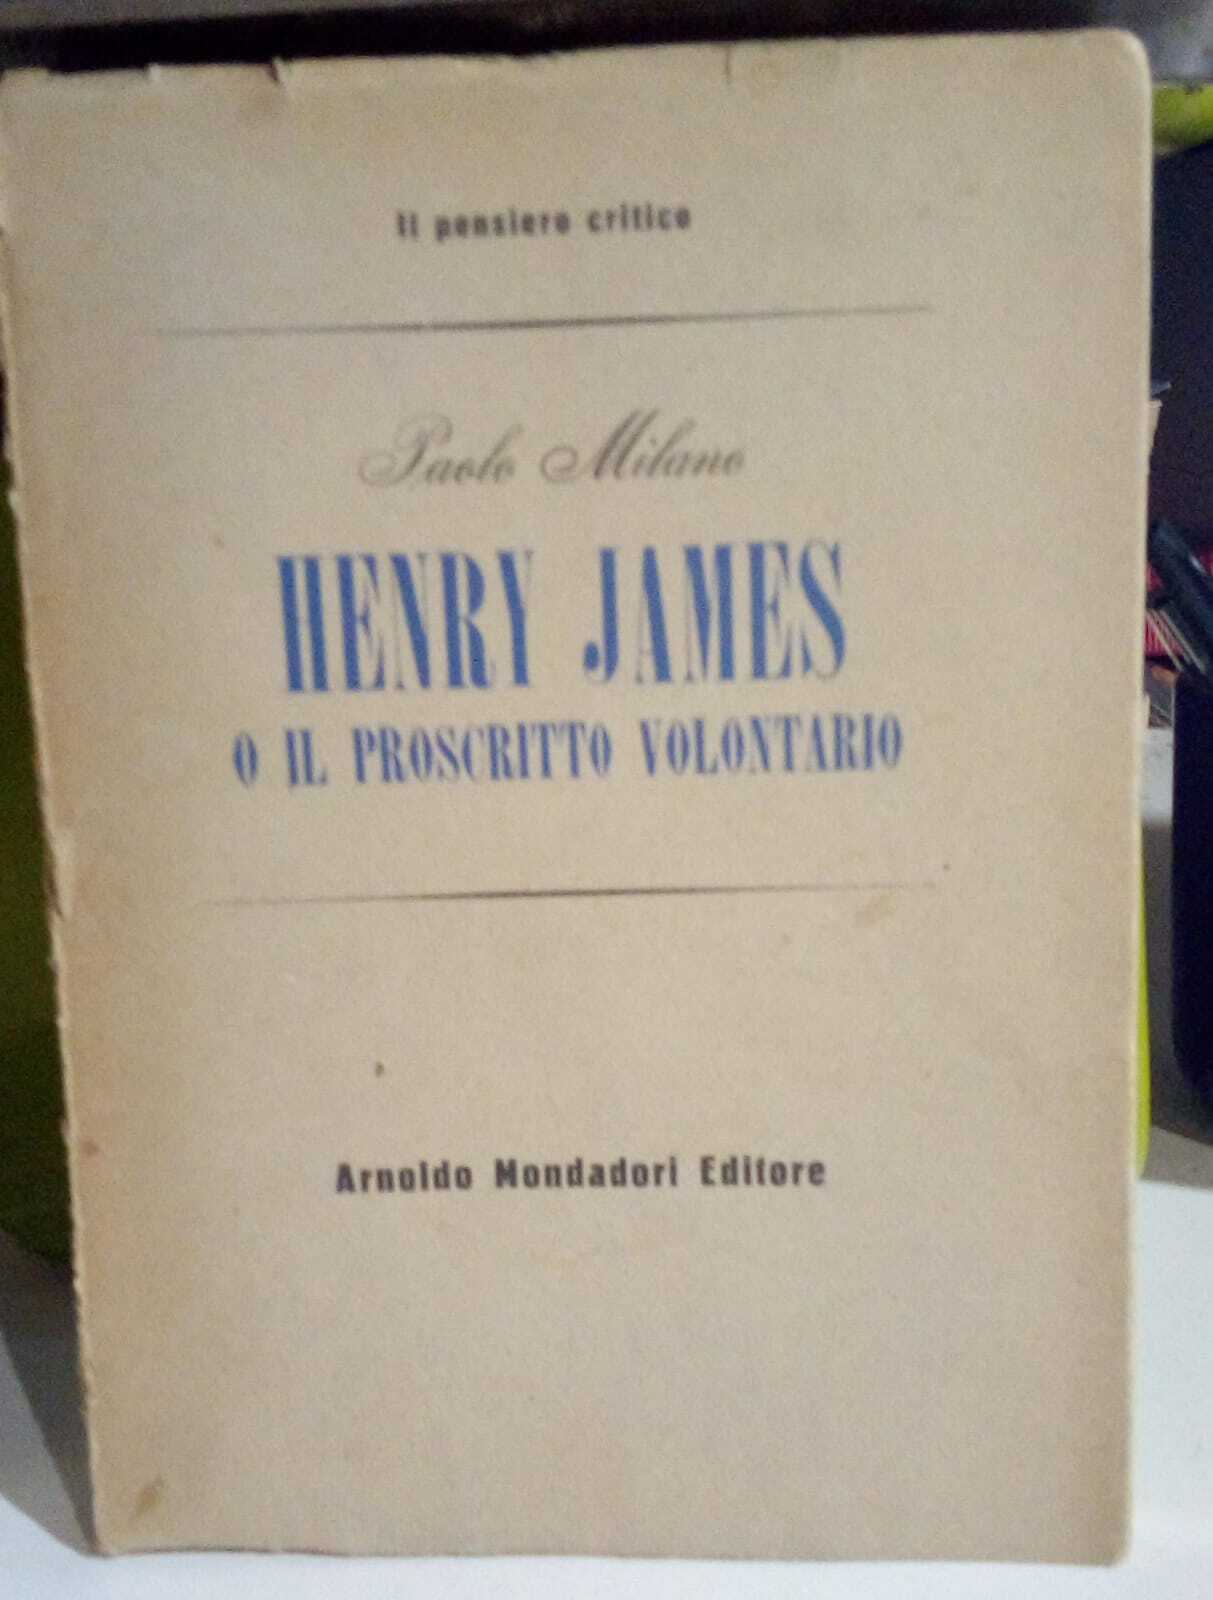 Il pensiero critico
Paolo Milano
HENRY JAMES
O IL PROSCRITTO VOLONTARIO
Arnoldo Mondadori Editore